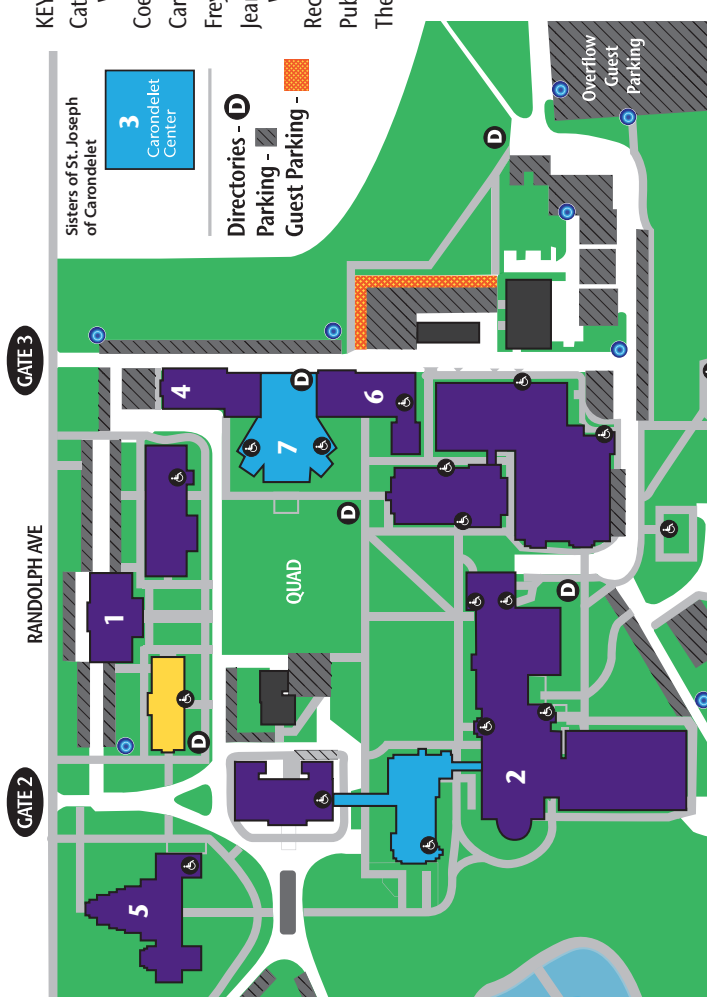 GATE 2
GATE 3
RANDOLPH AVE
KEY
Cat
Coe
Car
Frey
Jea
Rec
Pub
The
Sisters of St. Joseph
of Carondelet
3
Carondelet
Center
Directories - D
Parking -
Guest Parking -
5
1
4
D
QUAD
7
D
6
D
2
D
D
Overflow
Guest
Parking